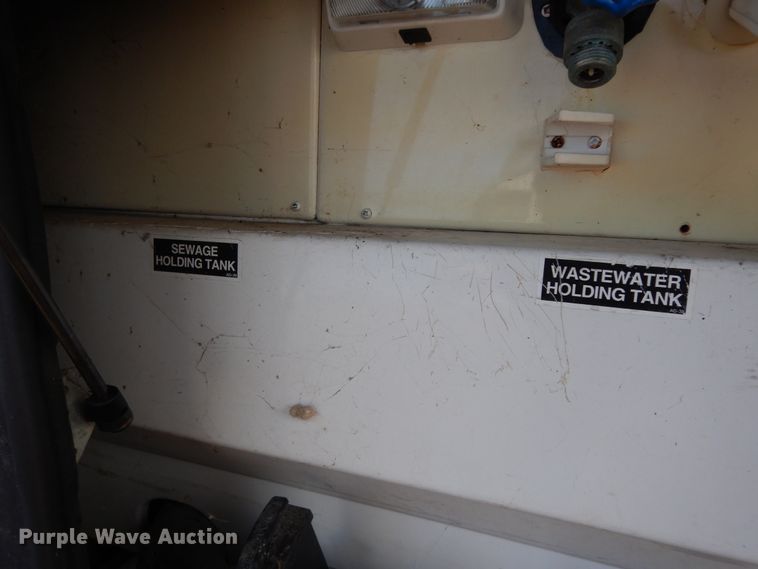 SEWAGE
HOLDING TANK
WASTEWATER
HOLDING TANK
Purple Wave Auction